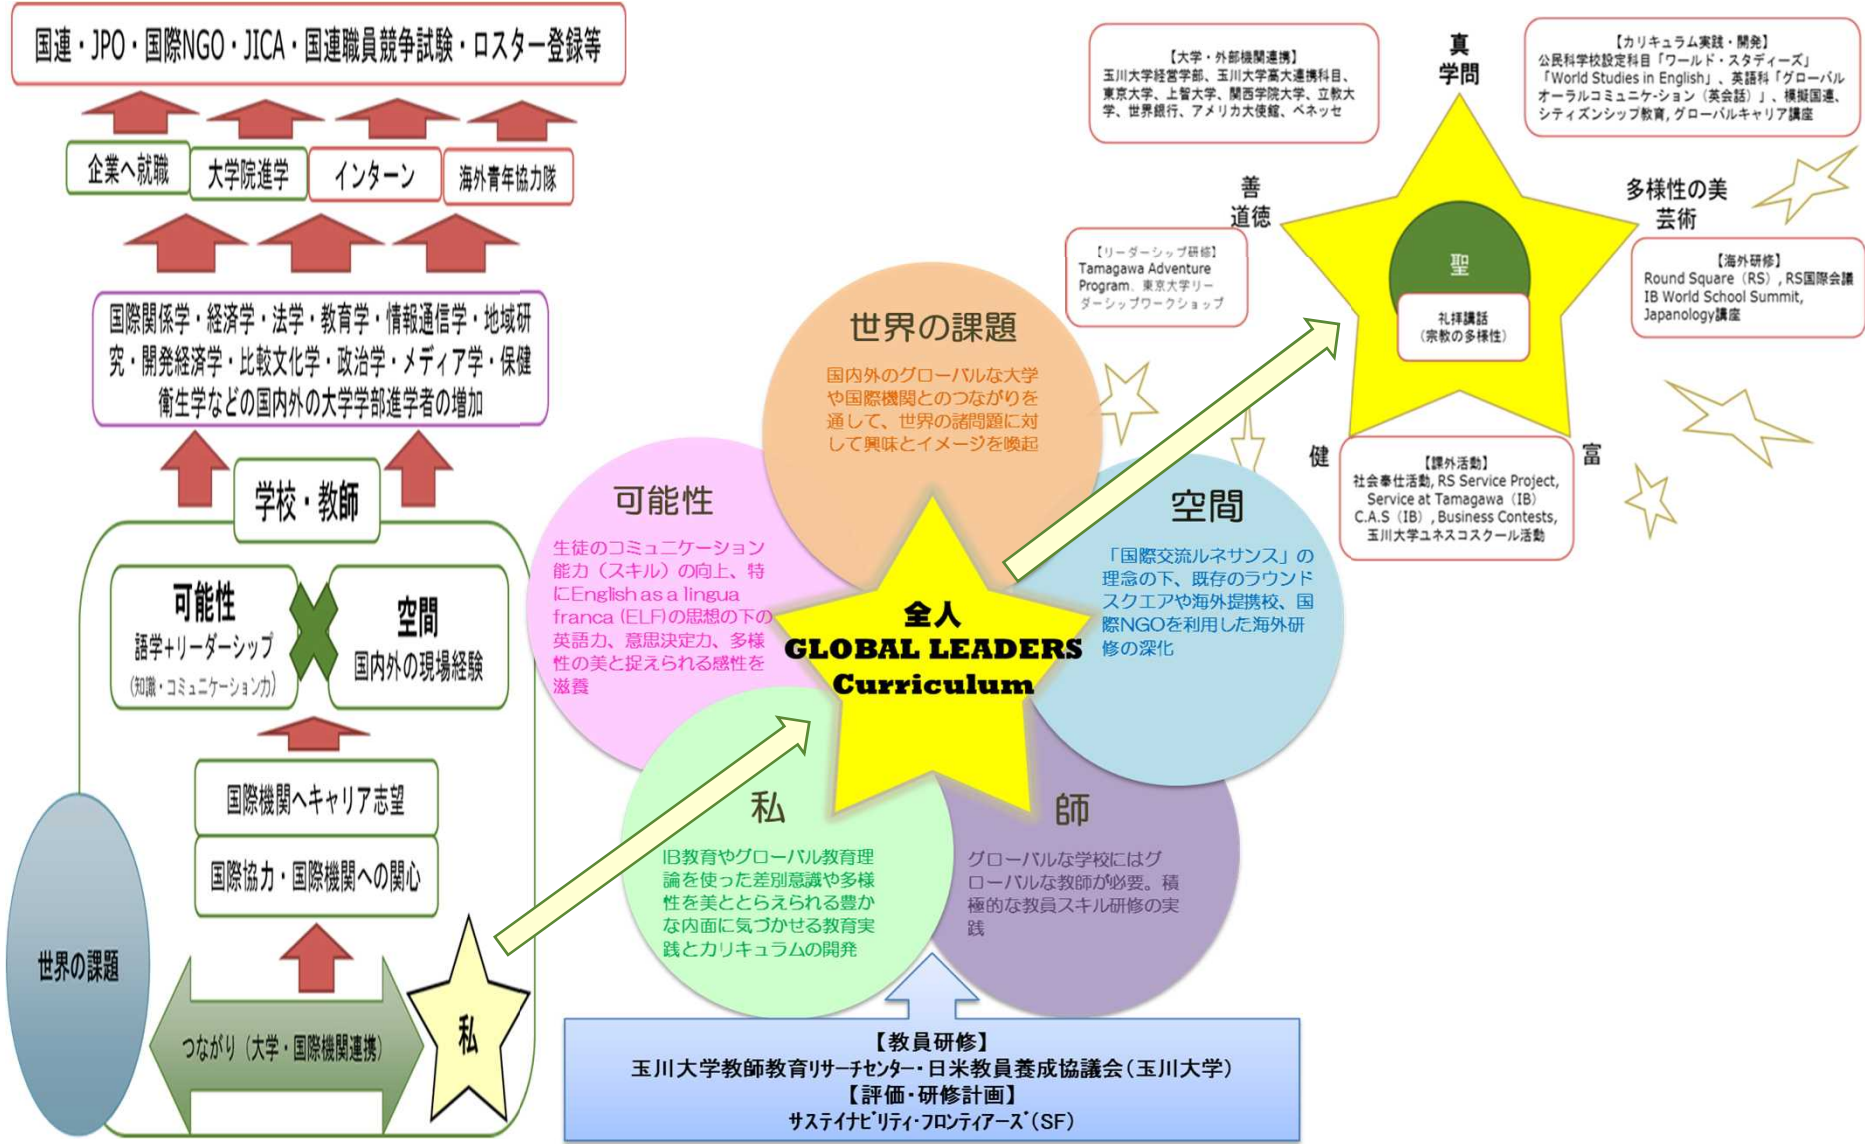 国連・JPO・国際NGO・JICA・国連職員競争試験・ロスター登録等
企業へ就職
大学院進学
インターン
海外青年協力隊
国際関係学・経済学・法学・教育学・情報通信学・地域研
究・開発経済学・比較文化学・政治学・メディア学・保健
衛生学などの国内外の大学学部進学者の増加
学校・教師
可能性
語学+リーダーシップ
(知識・コミュニケーション力)
空間
国内外の現場経験
国際機関へキャリア志望
国際協力・国際機関への関心
世界の課題
つながり（大学・国際機関連携）
私
世界の課題
国内外のグローバルな大学
や国際機関とのつながりを
通して、世界の諸問題に対
して興味とイメージを喚起
可能性
生徒のコミュニケーション
能力（スキル）の向上、特
にEnglish as a lingua
franca (ELF)の思想の下の
英語力、意思決定力、多様
性の美と捉えられる感性を
滋養
空間
「国際交流ルネサンス」の
理念の下、既存のラウンド
スクエアや海外提携校、国
際NGOを利用した海外研
修の深化
全人
GLOBAL LEADERS
Curriculum
私
IB教育やグローバル教育理
論を使った差別意識や多様
性を美ととらえられる豊か
な内面に気づかせる教育実
践とカリキュラムの開発
師
グローバルな学校にはグ
ローバルな教師が必要。積
極的な教員スキル研修の実
践
【教員研修】
玉川大学教師教育ﾘｻｰﾁｾﾝﾀｰ・日米教員養成協議会（玉川大学）
【評価・研修計画】
ｻｽﾃｲﾅﾋﾞﾘﾃｨ・ﾌﾛﾝﾃｨｱｰｽﾞ（SF）
【大学・外部機関連携】
玉川大学経営学部、玉川大学高大連携科目、
東京大学、上智大学、関西学院大学、立教大
学、世界銀行、アメリカ大使館、ベネッセ
真
学問
【カリキュラム実践・開発】
公民科学校設定科目「ワールド・スタディーズ」
「World Studies in English」、英語科「グローバル
オーラルコミュニケｰション（英会話）」、模擬国連、
シティズンシップ教育, グローバルキャリア講座
善
道徳
多様性の美
芸術
【リーダーシップ研修】
Tamagawa Adventure
Program、東京大学リー
ダーシップワークショップ
聖
礼拝講話
（宗教の多様性）
【海外研修】
Round Square（RS）, RS国際会議
IB World School Summit,
Japanology講座
健
富
【課外活動】
社会奉仕活動, RS Service Project,
Service at Tamagawa（IB）
C.A.S（IB）, Business Contests,
玉川大学ユネスコスクール活動